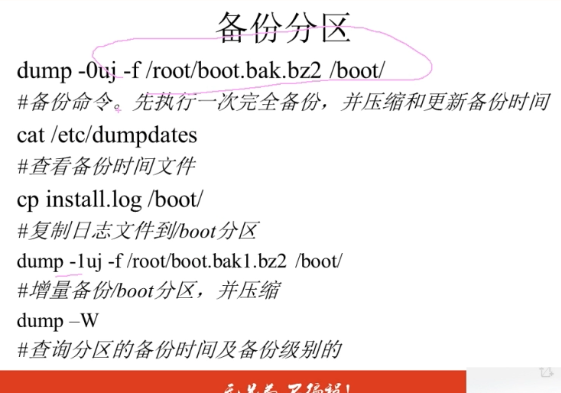 备份分区
dump -0uj -f /root/boot.bak.bz2 /boot/
#备份命令。先执行一次完全备份，并压缩和更新备份时间
cat /etc/dumpdates
#查看备份时间文件
cp install.log /boot/
#复制日志文件到/boot分区
dump -1uj -f /root/boot.bak1.bz2 /boot/
#增量备份/boot分区，并压缩
dump –W
#查询分区的备份时间及备份级别的